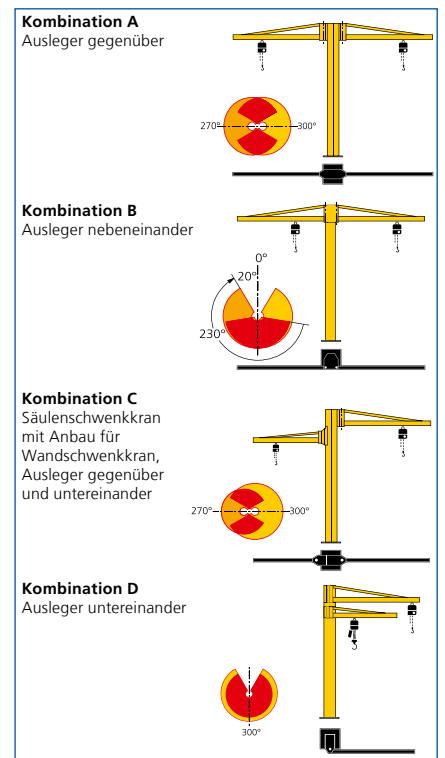 Kombination A
Ausleger gegenüber
270°
300°
Kombination B
Ausleger nebeneinander
0°
20°
230°
Kombination C
Säulenschwenkkran
mit Anbau für
Wandschwenkkran,
Ausleger gegenüber
und untereinander
270°
300°
Kombination D
Ausleger untereinander
300°